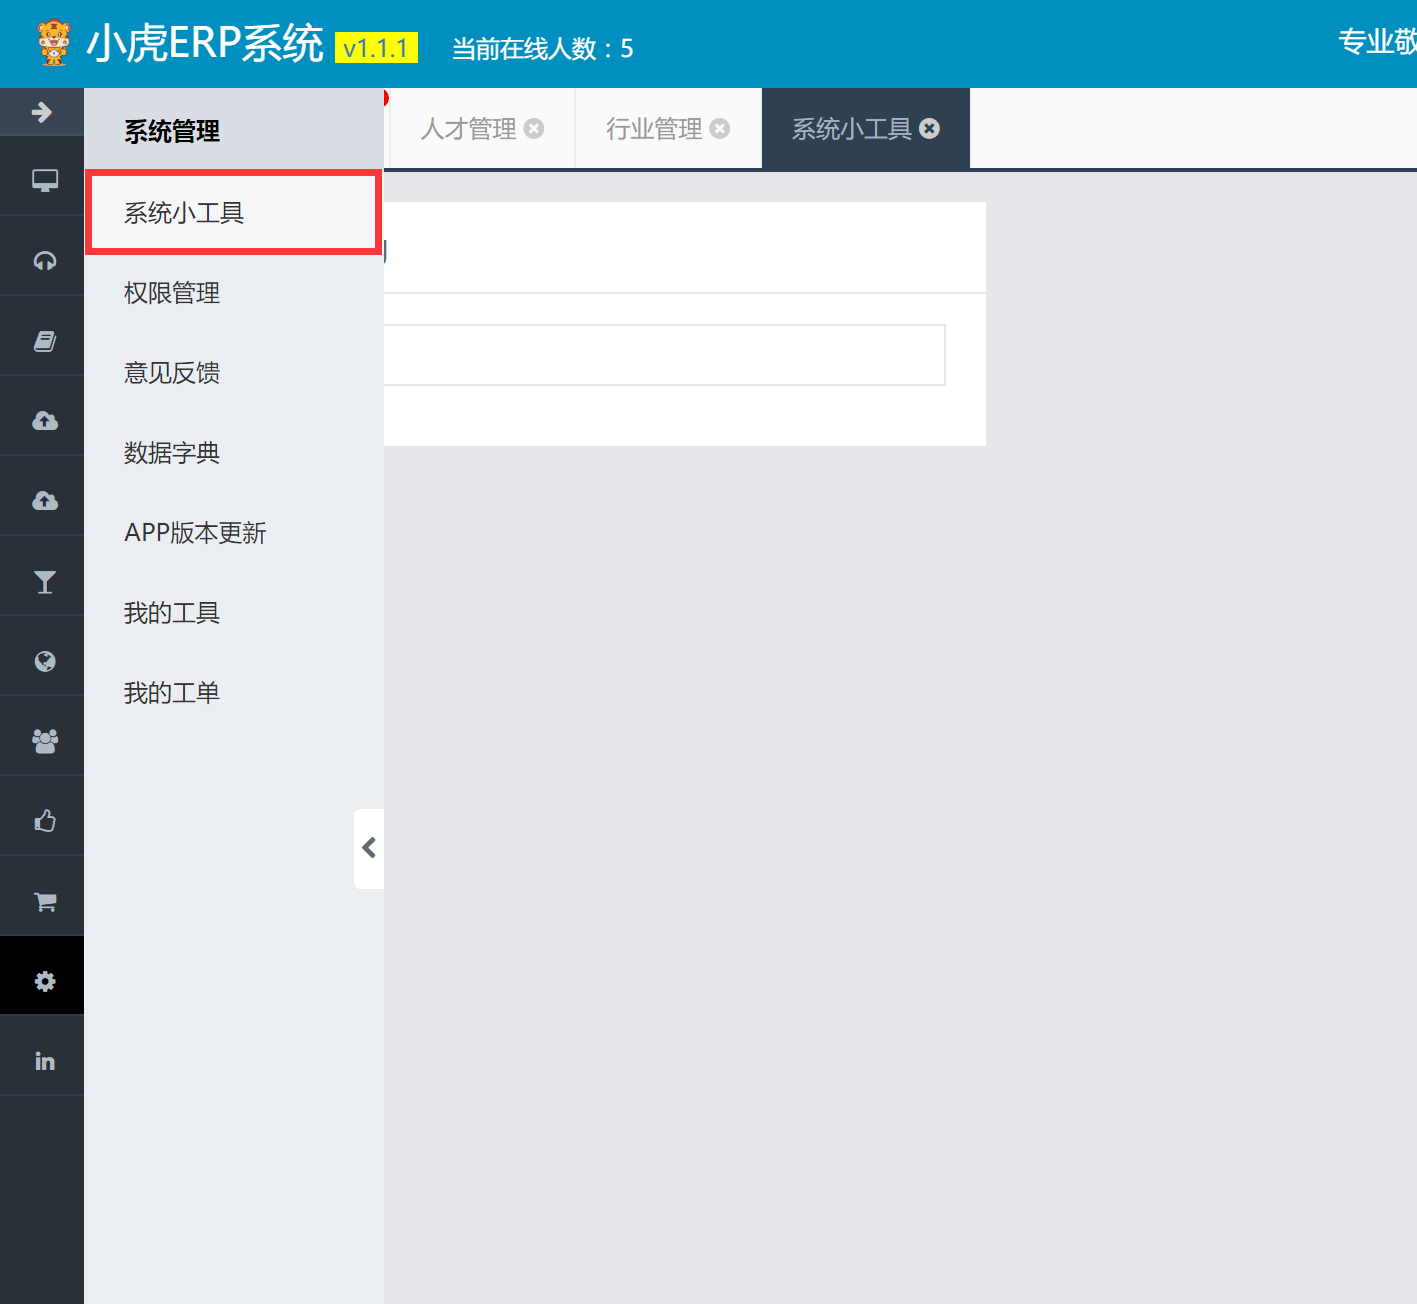 小虎ERP系统 v1.1.1 当前在线人数：5
专业敬
系统管理
人才管理
行业管理
系统小工具
系统小工具
权限管理
意见反馈
数据字典
APP版本更新
我的工具
我的工单